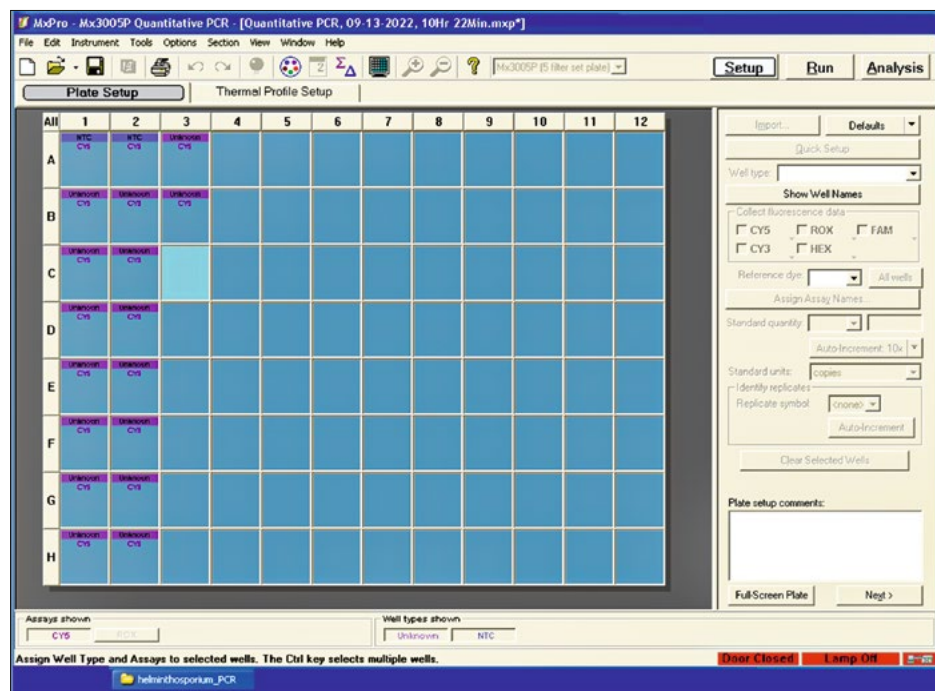 MxPro - Mx3005P Quantitative PCR - [Quantitative PCR, 09-13-2022, 10Hr 22Min.mxp*]
File Edit Instrument Tools Options Section View Window Help
Mx3005P (5 filter set plate)
Setup Run Analysis
Plate Setup Thermal Profile Setup
All 1 2 3 4 5 6 7 8 9 10 11 12
A
NTC NTC Unknown
CY5 CY5 CY5
B
Unknown Unknown Unknown
CY5 CY5 CY5
C
Unknown Unknown
CY5 CY5
D
Unknown Unknown
CY5 CY5
E
Unknown Unknown
CY5 CY5
F
Unknown Unknown
CY5 CY5
G
Unknown Unknown
CY5 CY5
H
Unknown Unknown
CY5 CY5
Import... Defaults
Quick Setup
Well type:
Show Well Names
Collect fluorescence data
CY5 ROX FAM
CY3 HEX
Reference dye: All wells
Assign Assay Names...
Standard quantity:
Auto-Increment: 10x
Standard units: copies
Identify replicates
Replicate symbol <none>
Auto-Increment
Clear Selected Wells
Plate setup comments:
Full-Screen Plate Next >
Assays shown
CY5 ROX
Well types shown
Unknown NTC
Assign Well Type and Assays to selected wells. The Ctrl key selects multiple wells.
Door Closed Lamp Off
helminthosporium_PCR